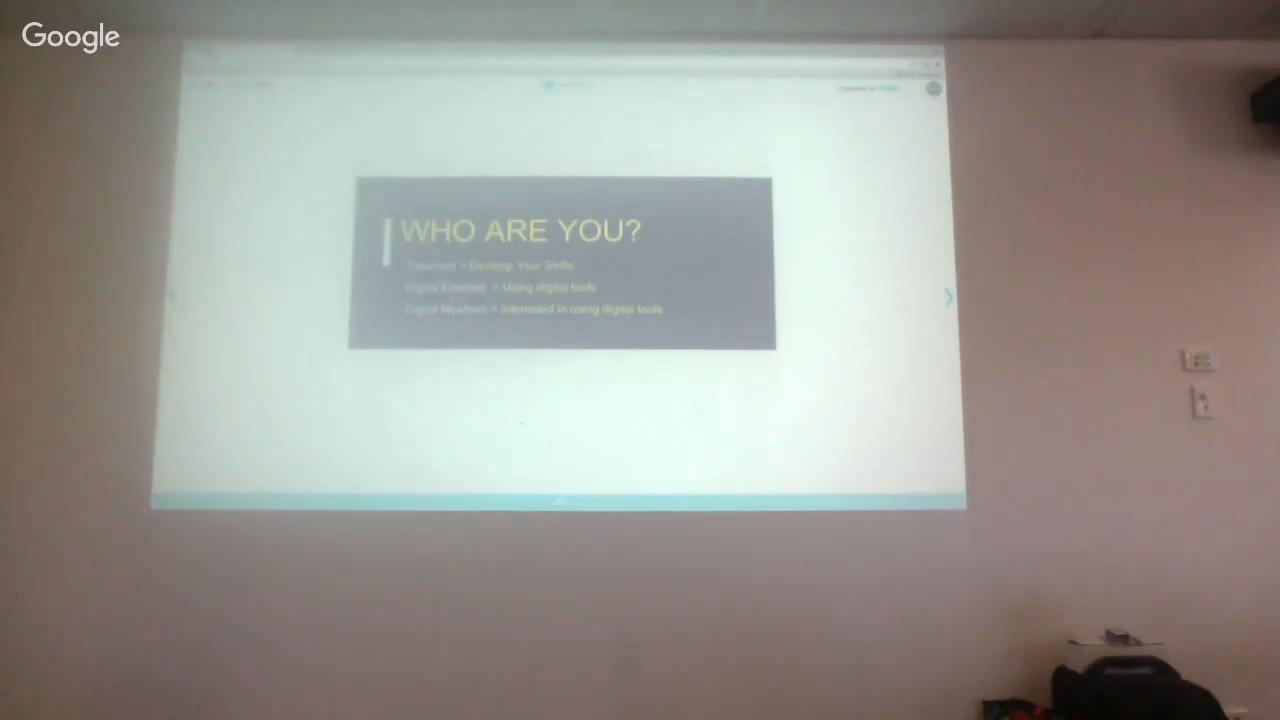 Google
WHO ARE YOU?
Teachers > Develop Your Skills
Digital Enabled > Using digital tools
Digital Newbies > Interested in using digital tools